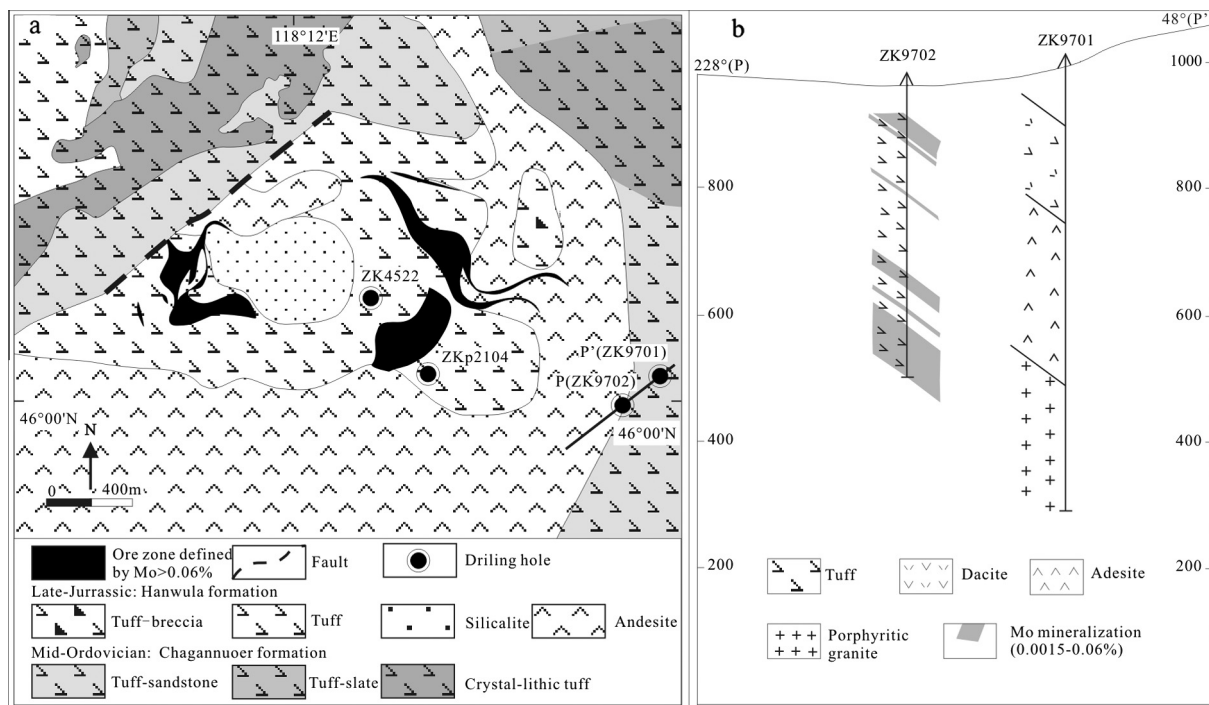 a
118°12'E
ZK4522
ZKp2104
P'(ZK9701)
P(ZK9702)
46°00'N
46°00'N
N
0 400m
Ore zone defined
by Mo>0.06%
Fault
Driling hole
Late-Jurrassic: Hanwula formation
Tuff-breccia
Tuff
Silicalite
Andesite
Mid-Ordovician: Chagannuoer formation
Tuff-sandstone
Tuff-slate
Crystal-lithic tuff
b
48°(P')
ZK9701
ZK9702
228°(P)
1000
800
800
600
600
400
400
200
200
Tuff
Dacite
Adesite
Porphyritic
granite
Mo mineralization
(0.0015-0.06%)